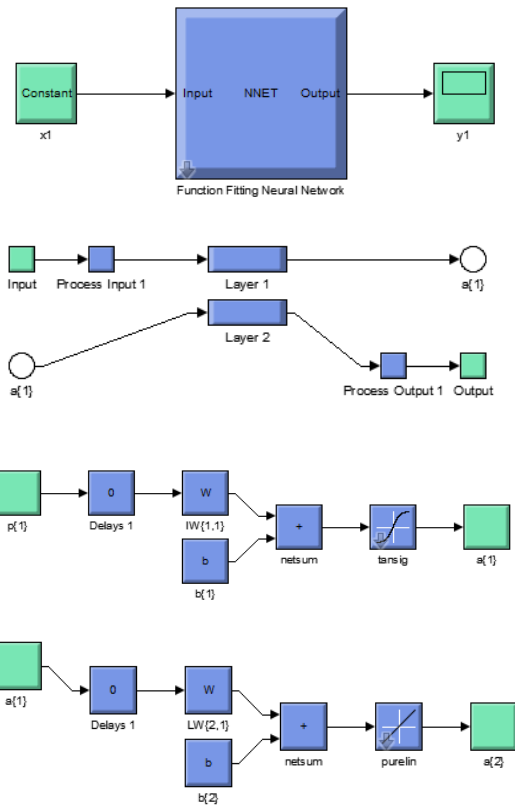 Constant
Input NNET Output
x1
y1
Function Fitting Neural Network
Input
Process Input 1
Layer 1
a{1}
Layer 2
a{1}
Process Output 1
Output
0
W
p{1}
Delays 1
IW{1,1}
+
b
netsum
tansig
a{1}
b{1}
0
W
a{1}
Delays 1
LW{2,1}
+
b
netsum
purelin
a{2}
b{2}